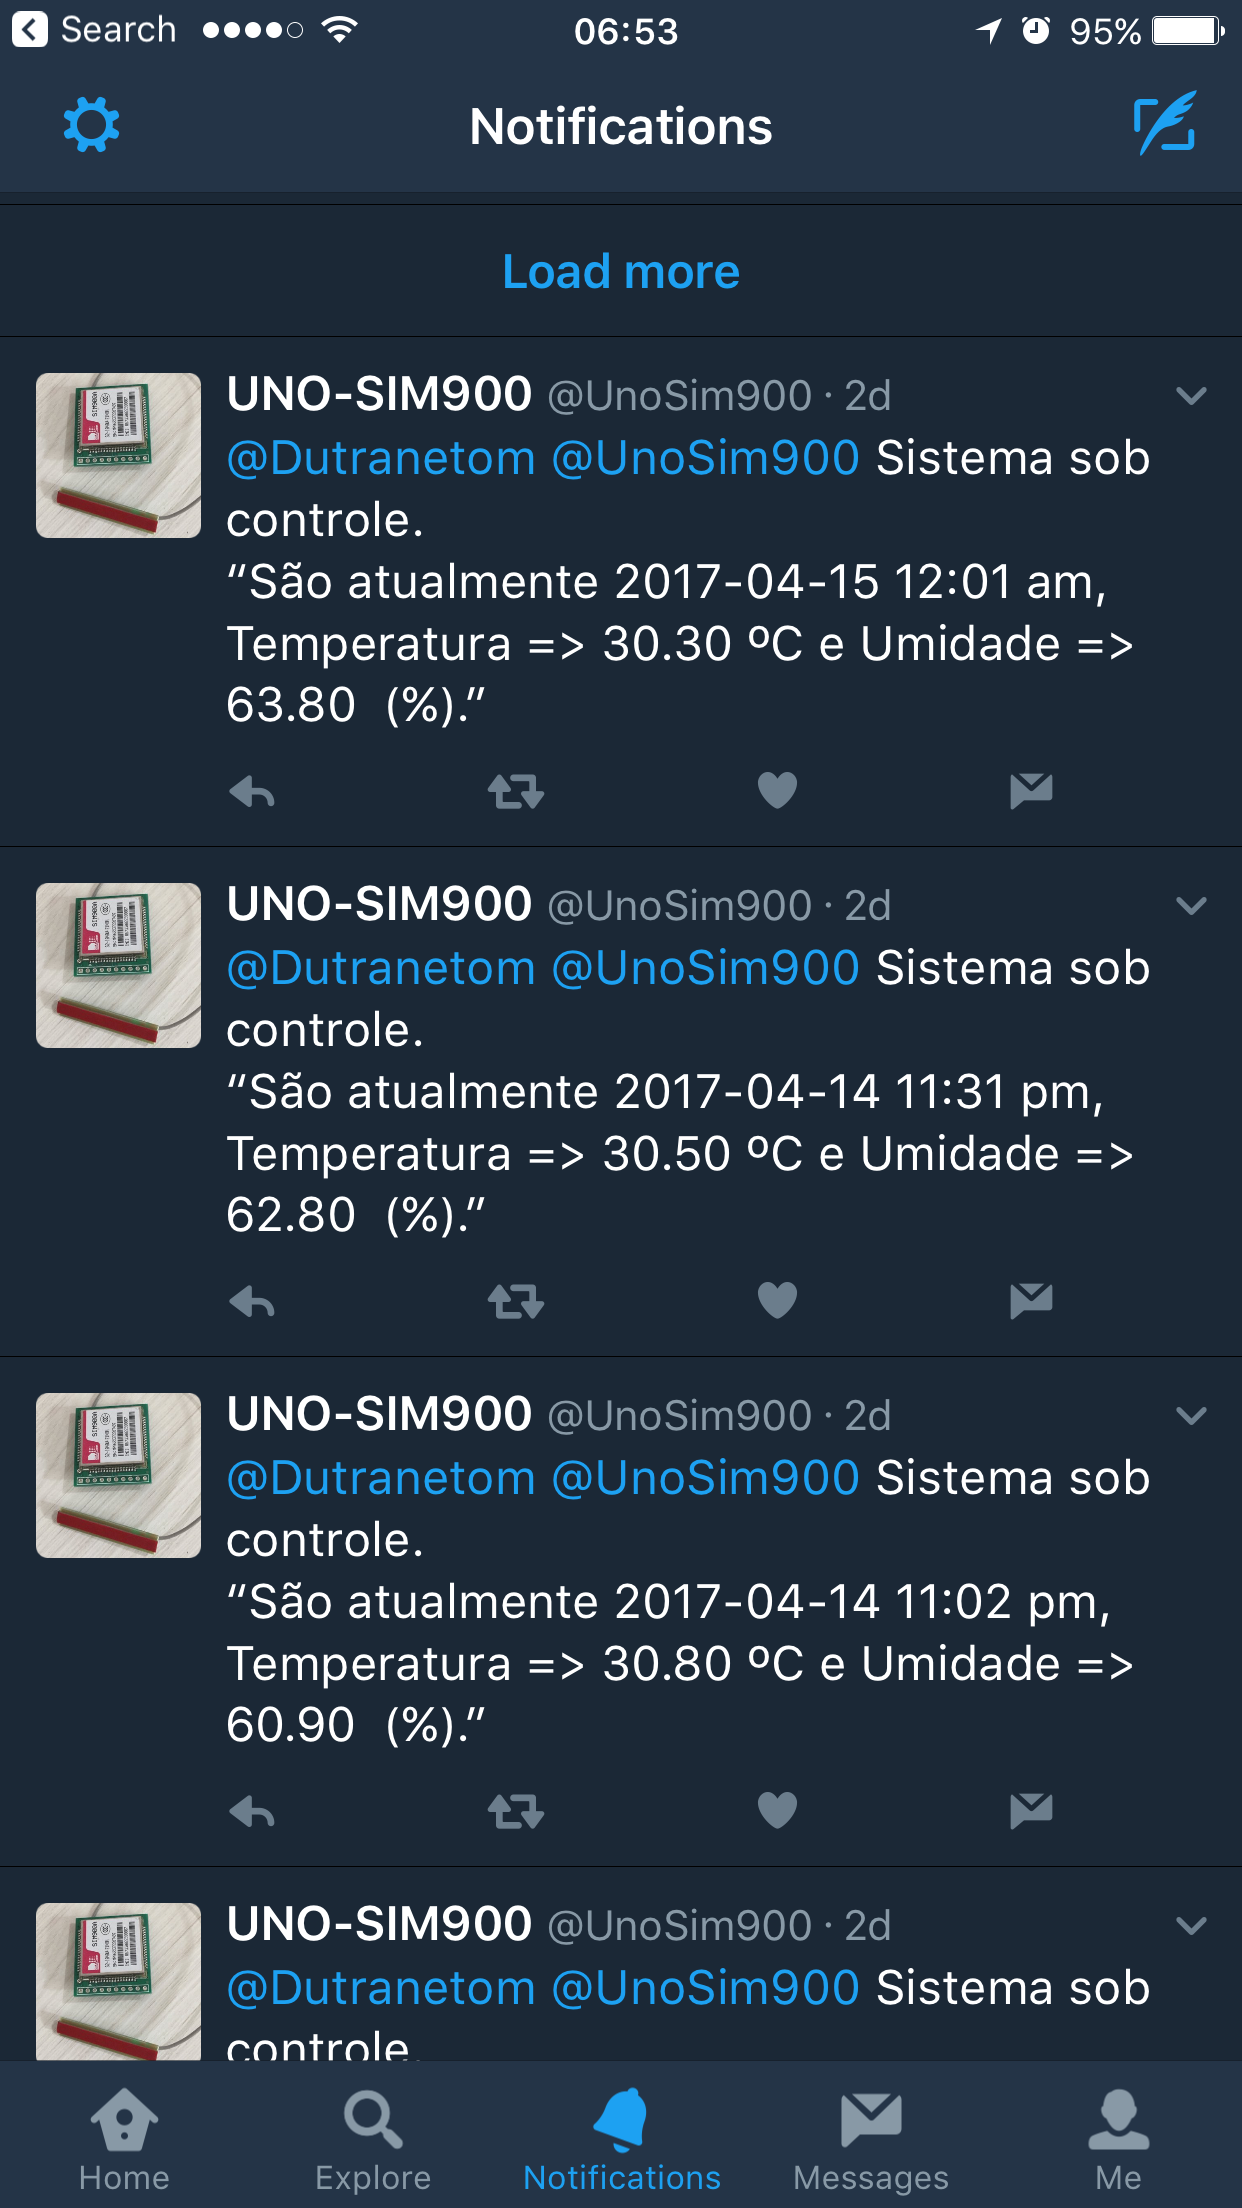 Search 06:53 95%
Notifications
Load more
UNO-SIM900 @UnoSim900 · 2d
@Dutranetom @UnoSim900 Sistema sob
controle.
“São atualmente 2017-04-15 12:01 am,
Temperatura => 30.30 ºC e Umidade =>
63.80  (%).”
UNO-SIM900 @UnoSim900 · 2d
@Dutranetom @UnoSim900 Sistema sob
controle.
“São atualmente 2017-04-14 11:31 pm,
Temperatura => 30.50 ºC e Umidade =>
62.80  (%).”
UNO-SIM900 @UnoSim900 · 2d
@Dutranetom @UnoSim900 Sistema sob
controle.
“São atualmente 2017-04-14 11:02 pm,
Temperatura => 30.80 ºC e Umidade =>
60.90  (%).”
UNO-SIM900 @UnoSim900 · 2d
@Dutranetom @UnoSim900 Sistema sob
controle.
Home Explore Notifications Messages Me